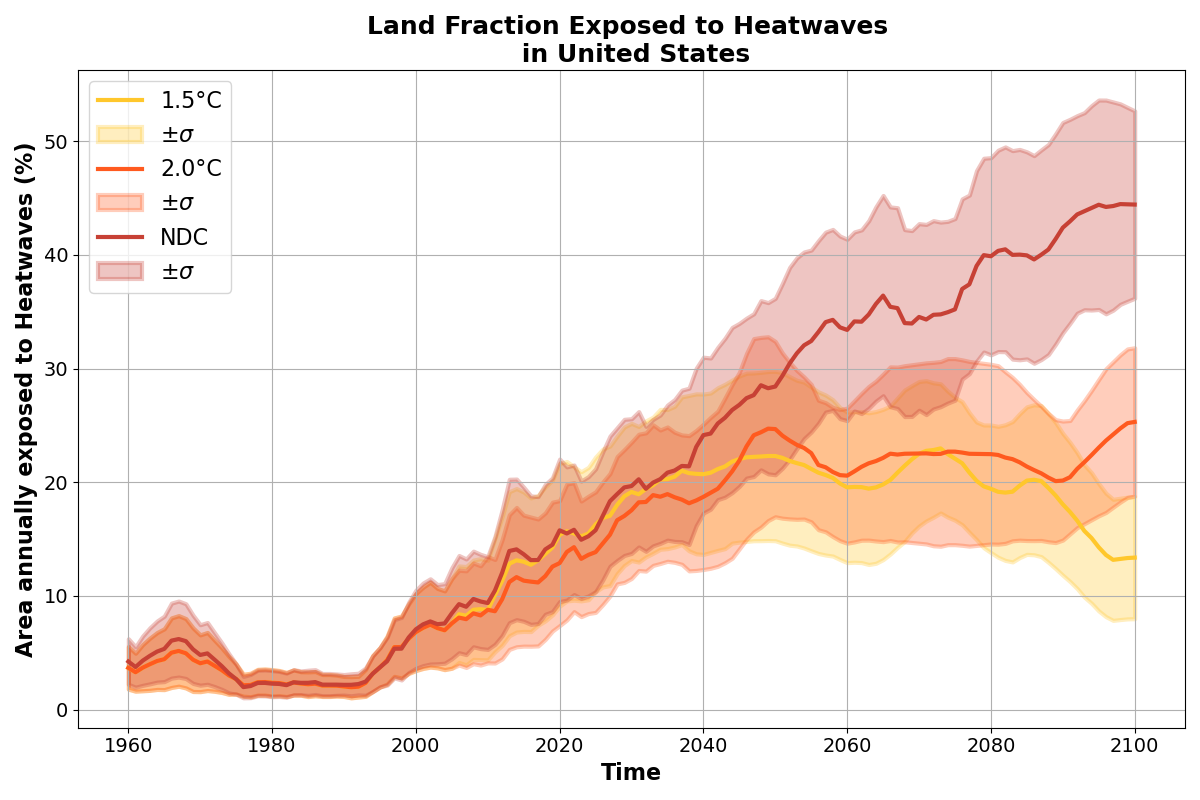 Land Fraction Exposed to Heatwaves
in United States
1.5°C
±σ
2.0°C
±σ
NDC
±σ
Area annually exposed to Heatwaves (%)
50
40
30
20
10
0
1960 1980 2000 2020 2040 2060 2080 2100
Time